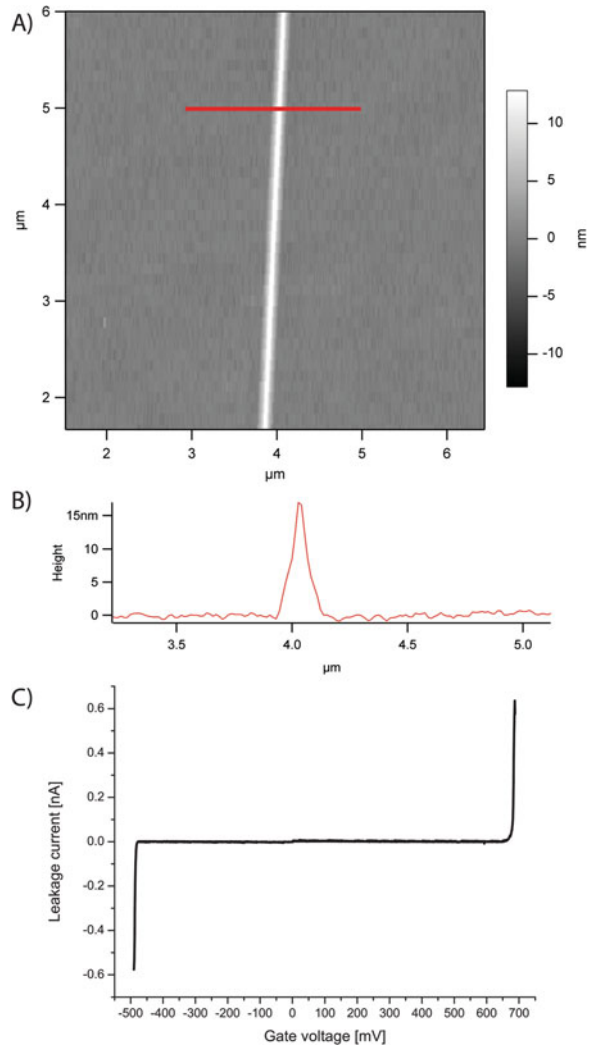 A)
6
5
4
3
2
µm
2 3 4 5 6
µm
10
5
0
-5
-10
nm
B)
15nm
10
5
0
Height
3.5 4.0 4.5 5.0
µm
C)
0.6
0.4
0.2
0.0
-0.2
-0.4
-0.6
Leakage current [nA]
-500 -400 -300 -200 -100 0 100 200 300 400 500 600 700
Gate voltage [mV]